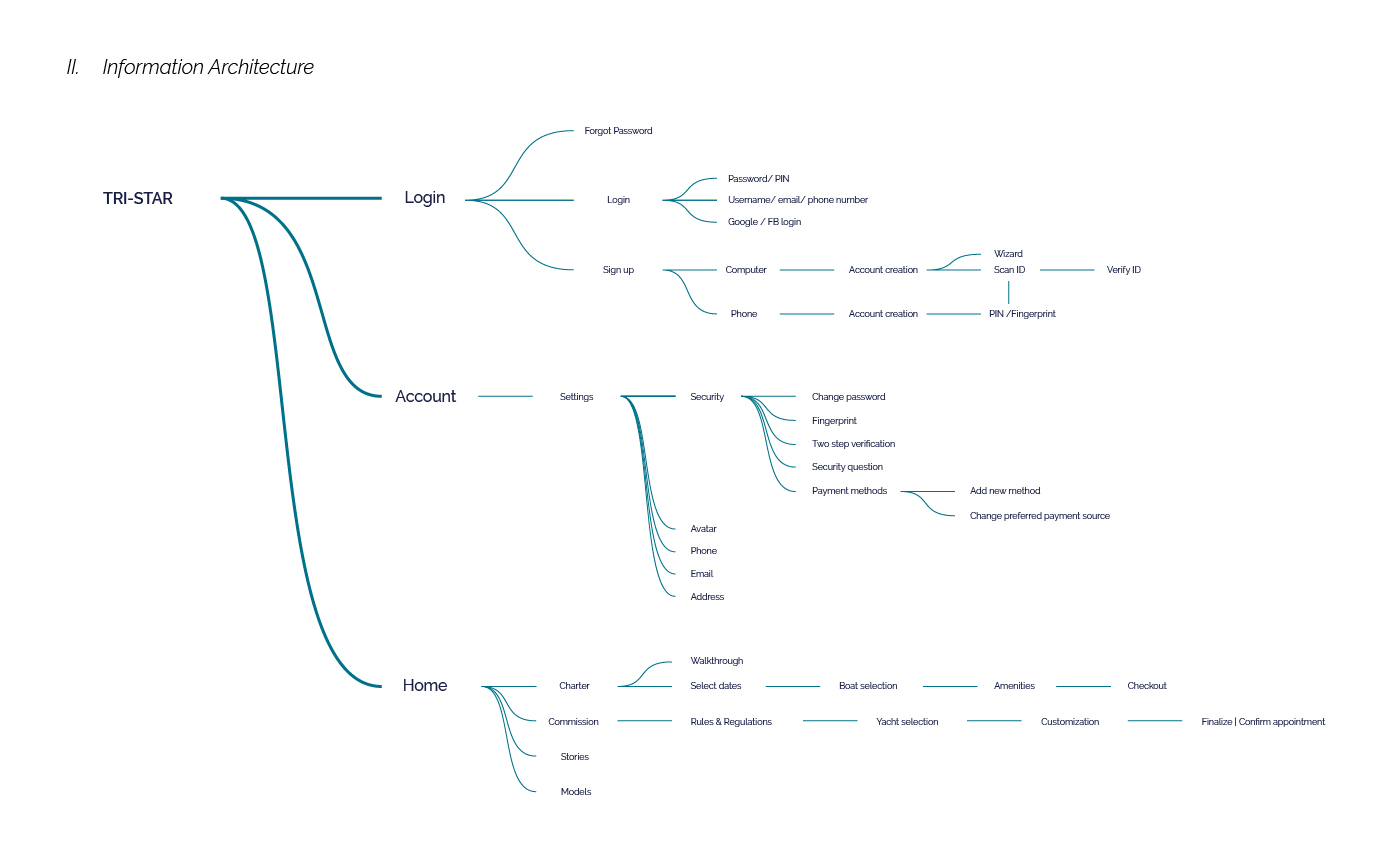 II. Information Architecture
TRI-STAR
Login
Forgot Password
Login
Password/ PIN
Username/ email/ phone number
Google / FB login
Sign up
Computer
Account creation
Wizard
Scan ID
Verify ID
Phone
Account creation
PIN /Fingerprint
Account
Settings
Security
Change password
Fingerprint
Two step verification
Security question
Payment methods
Add new method
Change preferred payment source
Avatar
Phone
Email
Address
Home
Charter
Walkthrough
Select dates
Boat selection
Amenities
Checkout
Commission
Rules & Regulations
Yacht selection
Customization
Finalize | Confirm appointment
Stories
Models